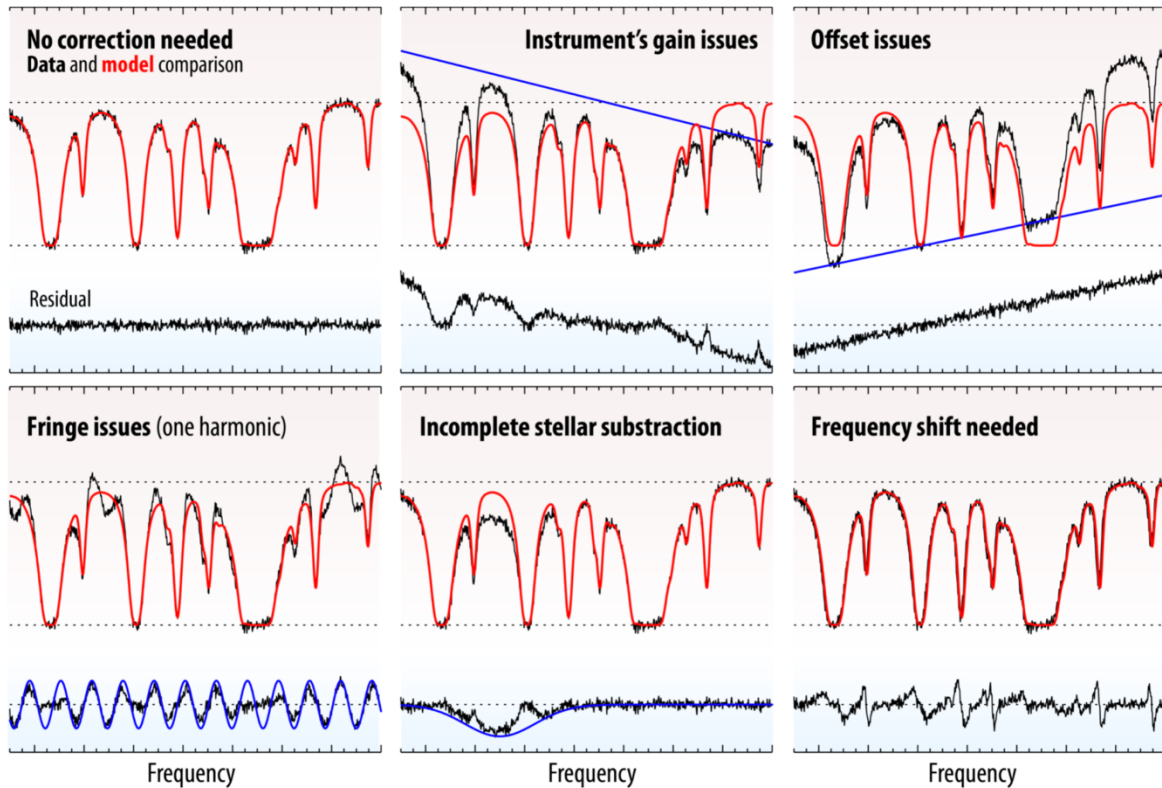 No correction needed
Data and model comparison
Residual
Instrument's gain issues
Offset issues
Fringe issues (one harmonic)
Incomplete stellar substraction
Frequency shift needed
Frequency
Frequency
Frequency